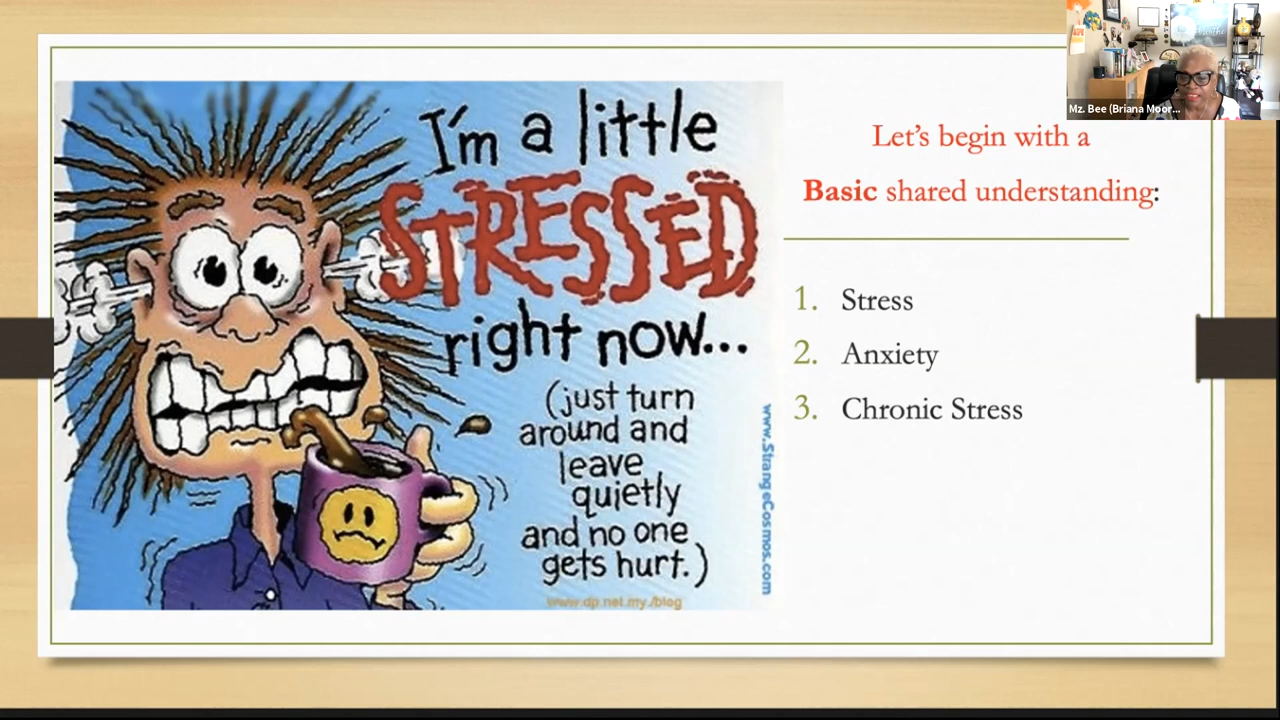 I'm a little
STRESSED
right now...
(just turn
around and
leave
quietly
and no one
gets hurt.)
www.StrangeCosmos.com
www.dp.net.my./blog
Mz. Bee (Briana Moor...
Let's begin with a
Basic shared understanding:
1. Stress
2. Anxiety
3. Chronic Stress